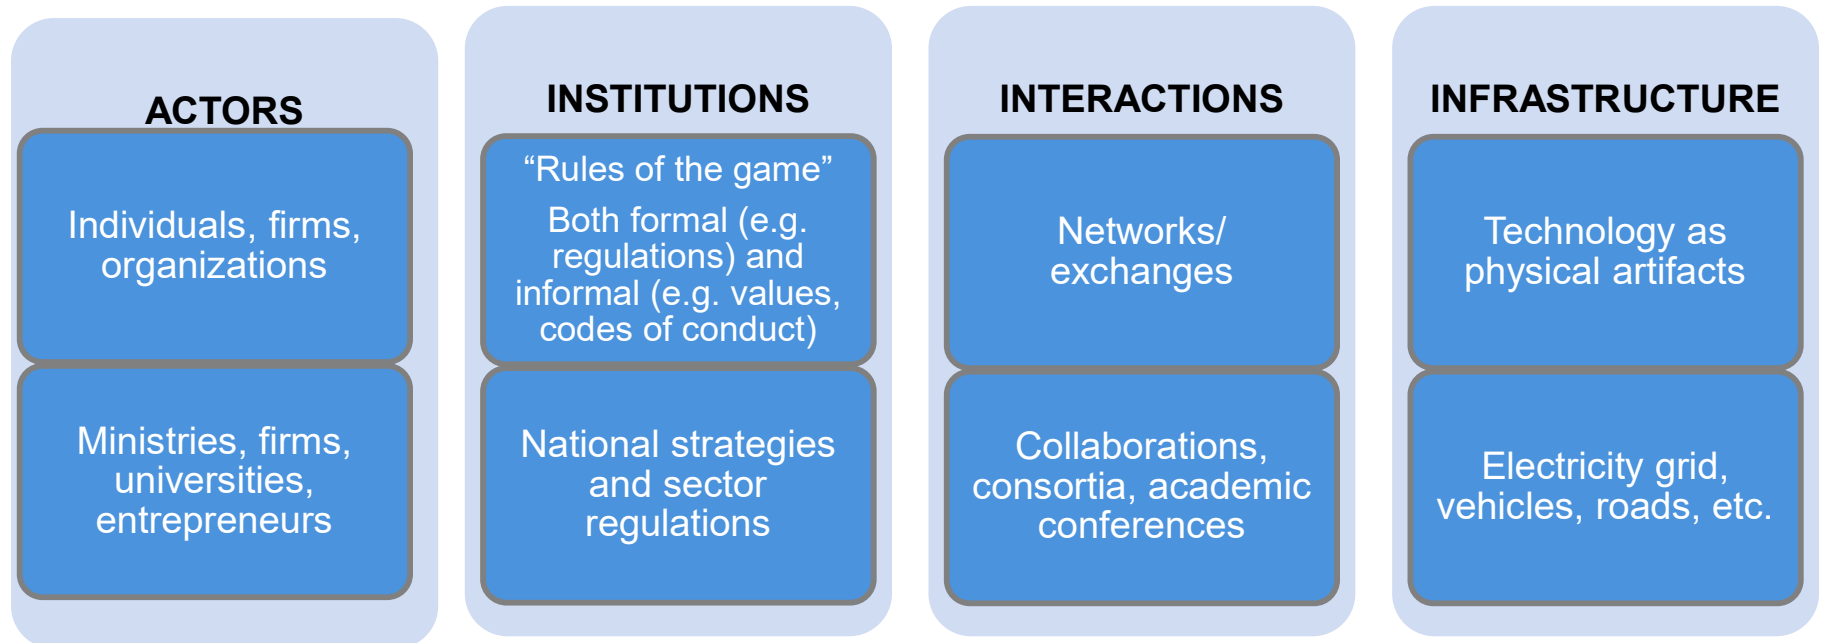 ACTORS
Individuals, firms,
organizations
Ministries, firms,
universities,
entrepreneurs
INSTITUTIONS
“Rules of the game”
Both formal (e.g.
regulations) and
informal (e.g. values,
codes of conduct)
National strategies
and sector
regulations
INTERACTIONS
Networks/
exchanges
Collaborations,
consortia, academic
conferences
INFRASTRUCTURE
Technology as
physical artifacts
Electricity grid,
vehicles, roads, etc.